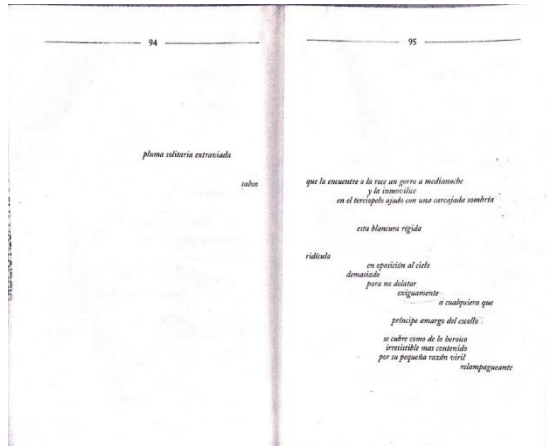 94
pluma solitaria extraviada
salvo
95
que la encuentre o la roce un gorro a medianoche
y la inmovilice
en el terciopelo ajado con una carcajada sombría
esta blancura rígida
ridícula
en oposición al cielo
demasiado
para no delatar
exiguamente
a cualquiera que
príncipe amargo del escollo
se cubre como de lo heroico
irresistible mas contenido
por su pequeña razón viril
relampagueante